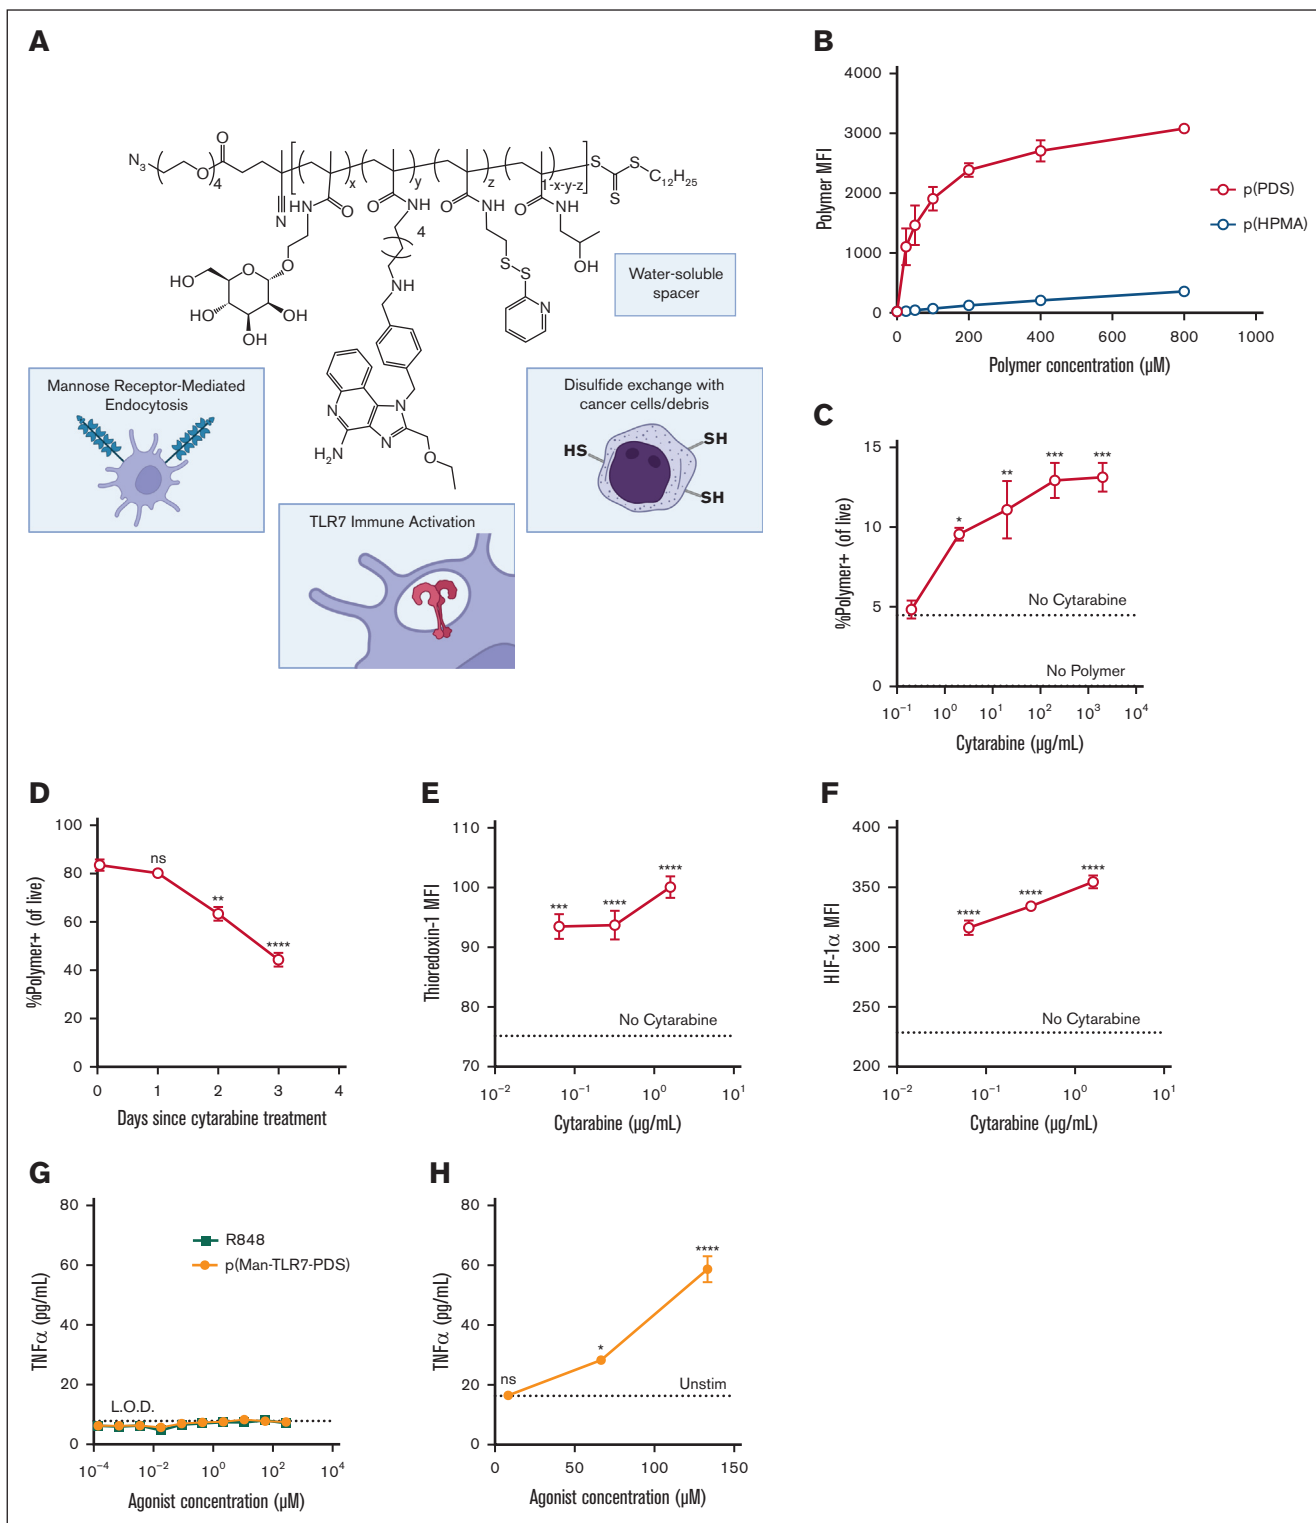 A
N3
O
4
O
O
N
x
y
z
1-x-y-z
S
S
S
C12H25
HN
O
O
NH
O
NH
O
NH
4
OH
S
S
N
HO
O
O
HO
OH
OH
NH
N
N
N
H2N
O
Water-soluble
spacer
Mannose Receptor-Mediated
Endocytosis
TLR7 Immune Activation
Disulfide exchange with
cancer cells/debris
HS
SH
SH
B
Polymer MFI
4000
3000
2000
1000
0
0 200 400 600 800 1000
Polymer concentration (µM)
p(PDS)
p(HPMA)
C
%Polymer+ (of live)
15
10
5
0
* ** *** ***
No Cytarabine
No Polymer
10⁻¹ 10⁰ 10¹ 10² 10³ 10⁴
Cytarabine (µg/mL)
D
%Polymer+ (of live)
100
80
60
40
20
0
ns
**
****
0 1 2 3 4
Days since cytarabine treatment
E
Thioredoxin-1 MFI
110
100
90
80
70
*** **** ****
No Cytarabine
10⁻² 10⁻¹ 10⁰ 10¹
Cytarabine (µg/mL)
F
HIF-1α MFI
400
350
300
250
200
**** **** ****
No Cytarabine
10⁻² 10⁻¹ 10⁰ 10¹
Cytarabine (µg/mL)
G
TNFα (pg/mL)
80
60
40
20
0
R848
p(Man-TLR7-PDS)
L.O.D.
10⁻⁴ 10⁻² 10⁰ 10² 10⁴
Agonist concentration (µM)
H
TNFα (pg/mL)
80
60
40
20
0
ns
*
****
Unstim
0 50 100 150
Agonist concentration (µM)